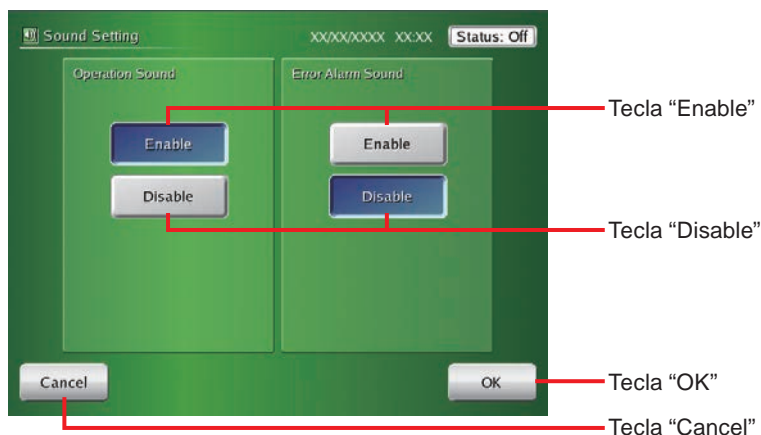 Sound Setting XX/XX/XXXX XX:XX Status: Off
Operation Sound
Enable
Disable
Error Alarm Sound
Enable
Disable
Cancel
OK
Tecla “Enable”
Tecla “Disable”
Tecla “OK”
Tecla “Cancel”